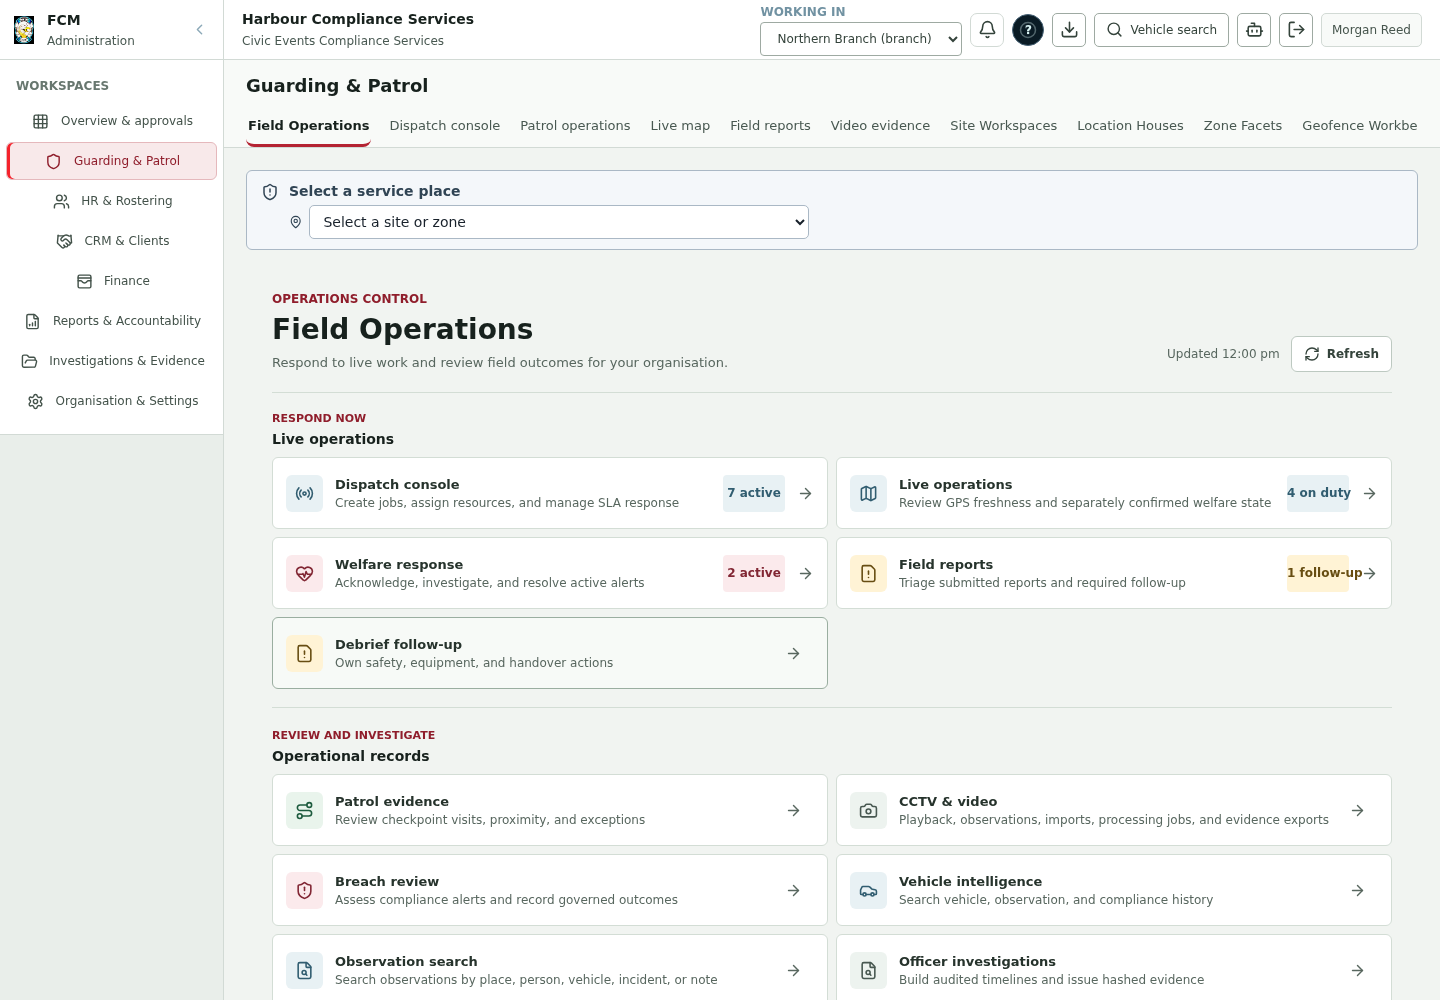 FCM
Administration
WORKSPACES
Overview & approvals
Guarding & Patrol
HR & Rostering
CRM & Clients
Finance
Reports & Accountability
Investigations & Evidence
Organisation & Settings
Harbour Compliance Services
Civic Events Compliance Services
WORKING IN
Northern Branch (branch)
Vehicle search
Morgan Reed
Guarding & Patrol
Field Operations
Dispatch console
Patrol operations
Live map
Field reports
Video evidence
Site Workspaces
Location Houses
Zone Facets
Geofence Workbe
Select a service place
Select a site or zone
OPERATIONS CONTROL
Field Operations
Respond to live work and review field outcomes for your organisation.
Updated 12:00 pm
Refresh
RESPOND NOW
Live operations
Dispatch console
Create jobs, assign resources, and manage SLA response
7 active
Live operations
Review GPS freshness and separately confirmed welfare state
4 on duty
Welfare response
Acknowledge, investigate, and resolve active alerts
2 active
Field reports
Triage submitted reports and required follow-up
1 follow-up
Debrief follow-up
Own safety, equipment, and handover actions
REVIEW AND INVESTIGATE
Operational records
Patrol evidence
Review checkpoint visits, proximity, and exceptions
CCTV & video
Playback, observations, imports, processing jobs, and evidence exports
Breach review
Assess compliance alerts and record governed outcomes
Vehicle intelligence
Search vehicle, observation, and compliance history
Observation search
Search observations by place, person, vehicle, incident, or note
Officer investigations
Build audited timelines and issue hashed evidence